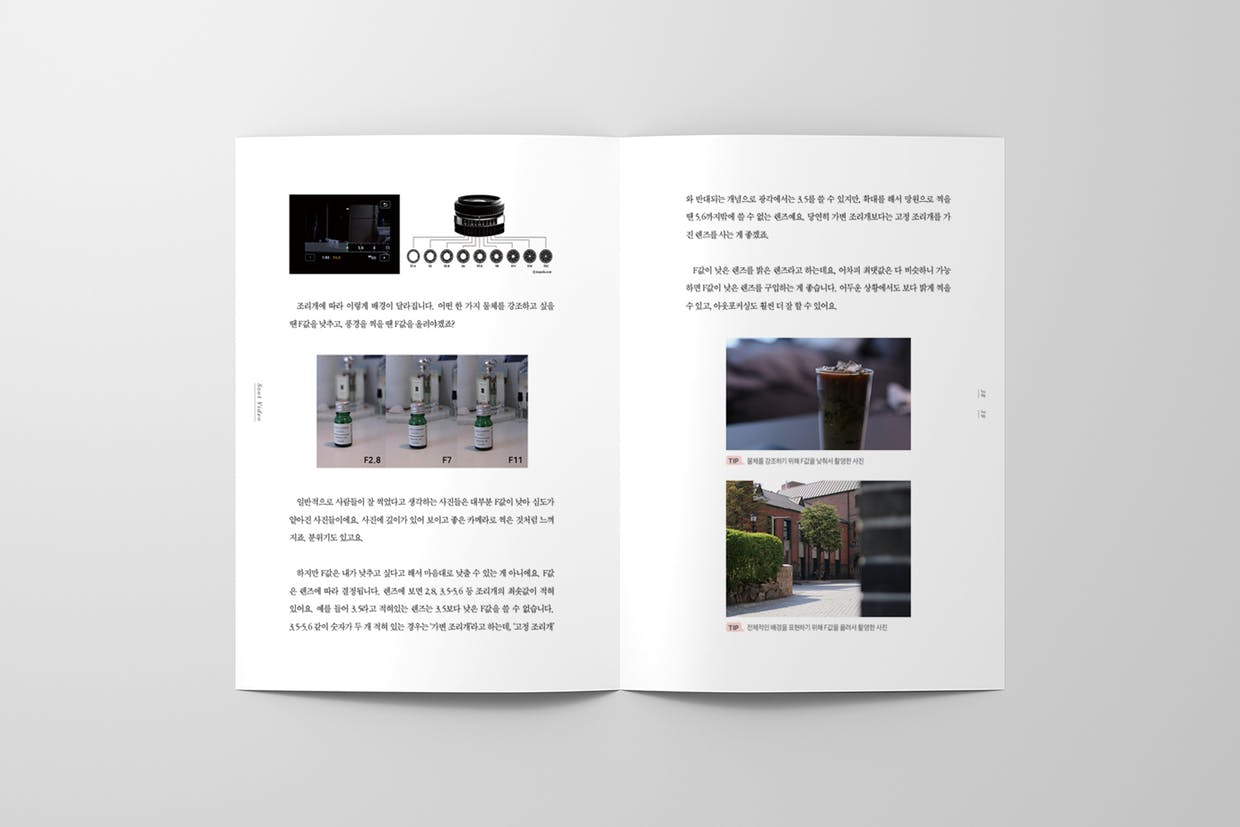 조리개에 따라 이렇게 배경이 달라집니다. 어떤 한 가지 물체를 강조하고 싶을
땐 F값을 낮추고, 풍경을 찍을 땐 F값을 올려야겠죠?
F2.8
F7
F11
Soot Video
일반적으로 사람들이 잘 찍었다고 생각하는 사진들은 대부분 F값이 낮아 심도가
얕아진 사진들이에요. 사진에 깊이가 있어 보이고 좋은 카메라로 찍은 것처럼 느껴
지죠. 분위기도 있고요.
하지만 F값은 내가 낮추고 싶다고 해서 마음대로 낮출 수 있는 게 아니에요. F값
은 렌즈에 따라 결정됩니다. 렌즈에 보면 2.8, 3.5-5.6 등 조리개의 최솟값이 적혀
있어요. 예를 들어 3.5라고 적혀있는 렌즈는 3.5보다 낮은 F값을 쓸 수 없습니다.
3.5-5.6 같이 숫자가 두 개 적혀 있는 경우는 '가변 조리개'라고 하는데, '고정 조리개'
와 반대되는 개념으로 광각에서는 3.5를 쓸 수 있지만, 확대를 해서 망원으로 찍을
땐 5.6까지밖에 쓸 수 없는 렌즈예요. 당연히 가변 조리개보다는 고정 조리개를 가
진 렌즈를 사는 게 좋겠죠.
F값이 낮은 렌즈를 밝은 렌즈라고 하는데요, 어차피 최댓값은 다 비슷하니 가능
하면 F값이 낮은 렌즈를 구입하는 게 좋습니다. 어두운 상황에서도 보다 밝게 찍을
수 있고, 아웃포커싱도 훨씬 더 잘 할 수 있어요.
TIP 물체를 강조하기 위해 F값을 낮춰서 촬영한 사진
TIP 전체적인 배경을 표현하기 위해 F값을 올려서 촬영한 사진